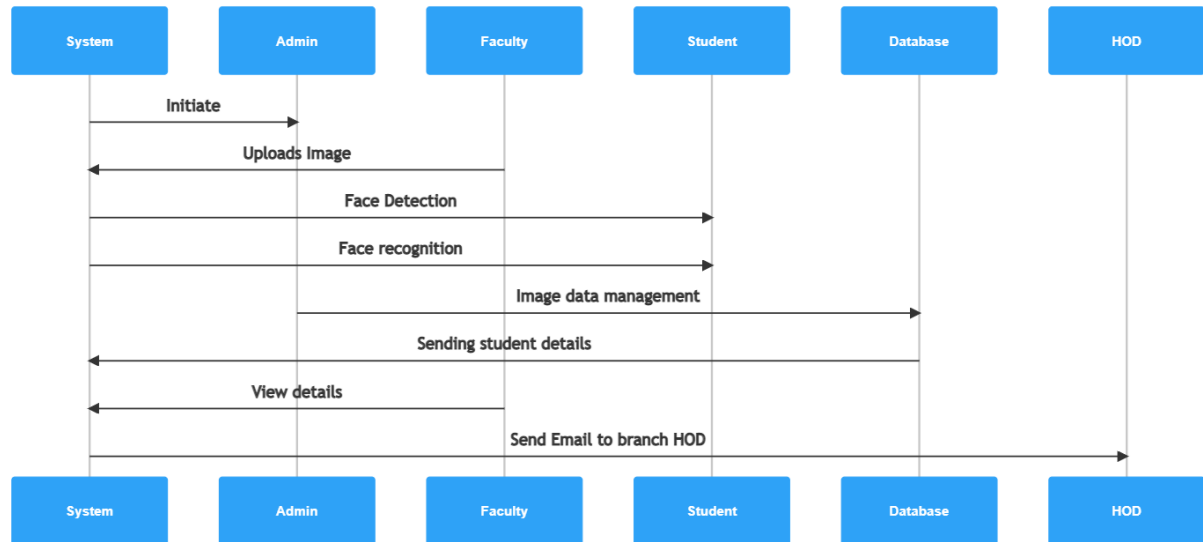 System Admin Faculty Student Database HOD
Initiate
Uploads Image
Face Detection
Face recognition
Image data management
Sending student details
View details
Send Email to branch HOD
System Admin Faculty Student Database HOD